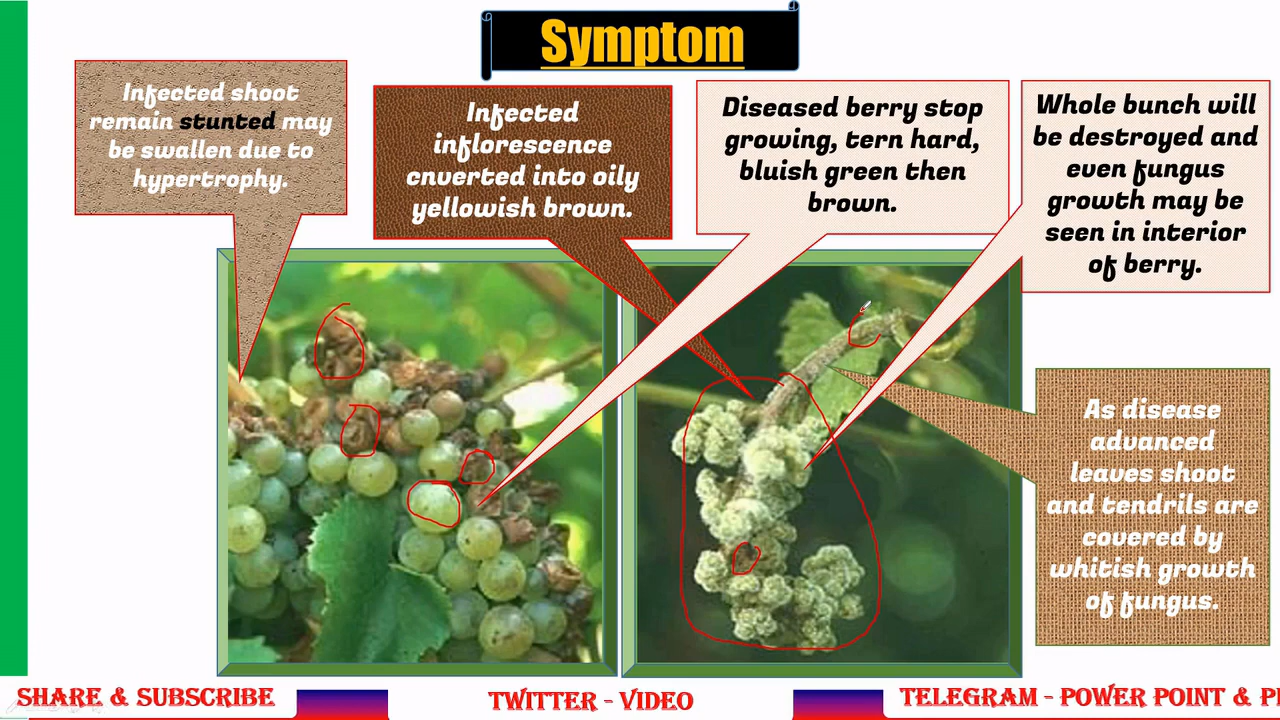 Symptom
Infected shoot
remain stunted may
be swallen due to
hypertrophy.
Infected
inflorescence
cnverted into oily
yellowish brown.
Diseased berry stop
growing, tern hard,
bluish green then
brown.
Whole bunch will
be destroyed and
even fungus
growth may be
seen in interior
of berry.
As disease
advanced
leaves shoot
and tendrils are
covered by
whitish growth
of fungus.
SHARE & SUBSCRIBE
TWITTER - VIDEO
TELEGRAM - POWER POINT &